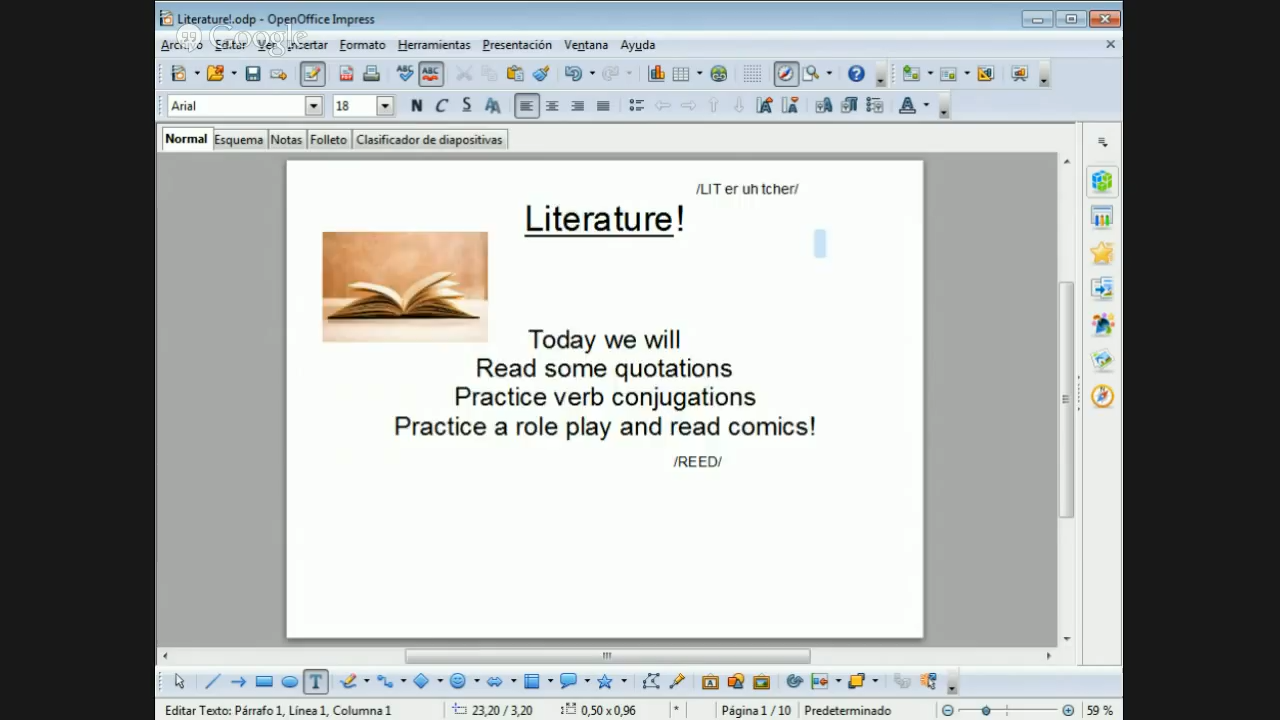 Literature!.odp - OpenOffice Impress
Google
Archivo Editar Ver Insertar Formato Herramientas Presentación Ventana Ayuda
Arial 18
Normal Esquema Notas Folleto Clasificador de diapositivas
/LIT er uh tcher/
Literature!
Today we will
Read some quotations
Practice verb conjugations
Practice a role play and read comics!
/REED/
Editar Texto: Párrafo 1, Línea 1, Columna 1 23,20 / 3,20 0,50 x 0,96 * Página 1 / 10 Predeterminado 59 %